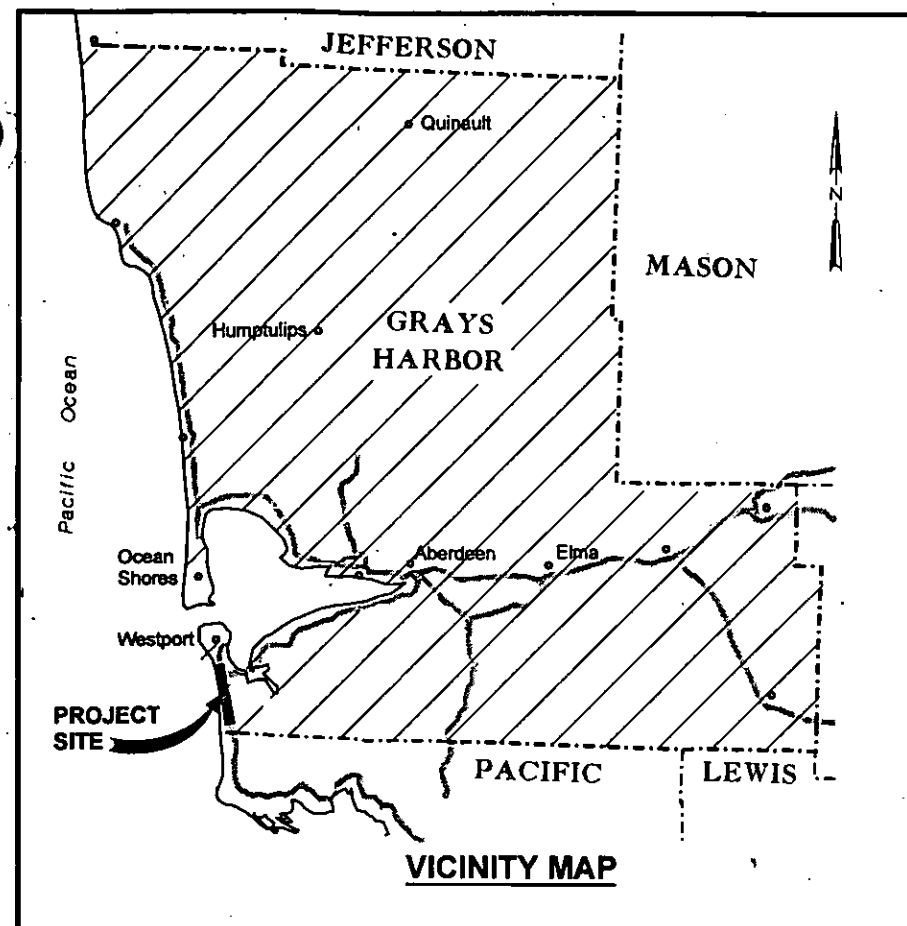 JEFFERSON
Quinault
N
MASON
Humptulips
GRAYS
HARBOR
Pacific Ocean
Ocean
Shores
Aberdeen
Elma
Westport
PROJECT
SITE
PACIFIC
LEWIS
VICINITY MAP